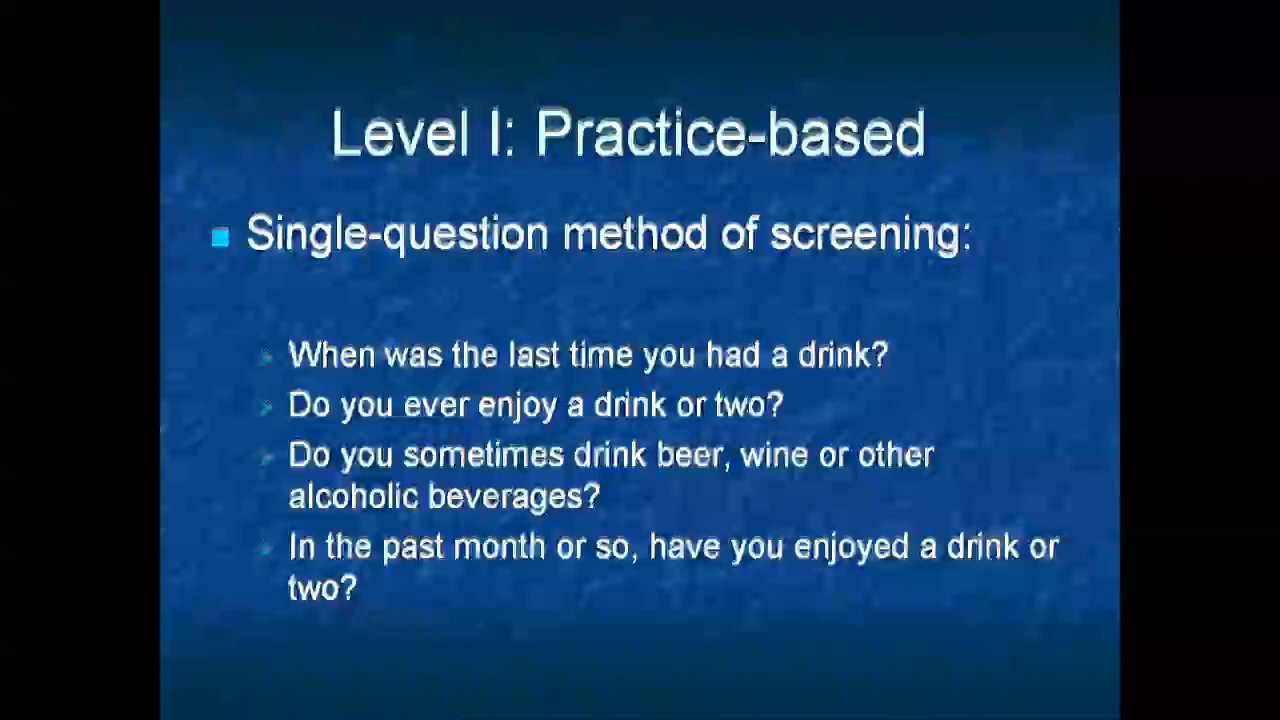 Level I: Practice-based
Single-question method of screening:
When was the last time you had a drink?
Do you ever enjoy a drink or two?
Do you sometimes drink beer, wine or other
alcoholic beverages?
In the past month or so, have you enjoyed a drink or
two?